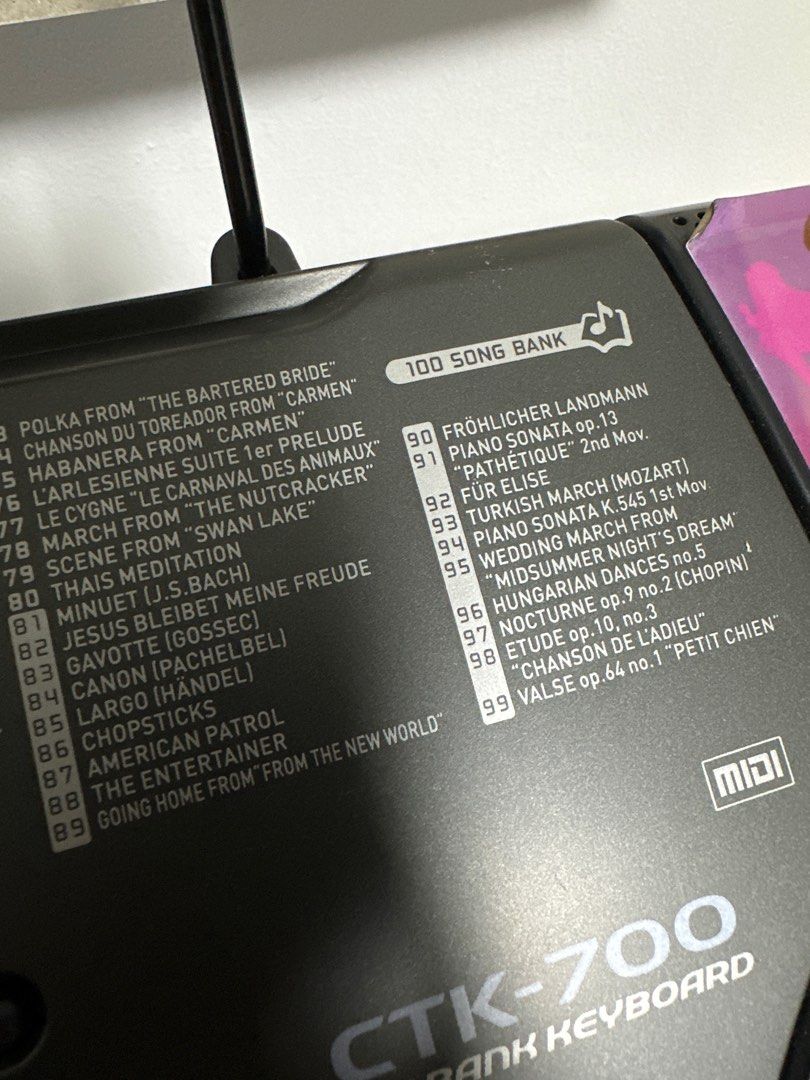 3 POLKA FROM "THE BARTERED BRIDE"
4 CHANSON DU TOREADOR FROM "CARMEN"
5 HABANERA FROM "CARMEN"
76 L'ARLESIENNE SUITE 1er PRELUDE
77 LE CYGNE "LE CARNAVAL DES ANIMAUX"
78 MARCH FROM "THE NUTCRACKER"
79 SCENE FROM "SWAN LAKE"
80 THAIS MEDITATION
81 MINUET (J.S.BACH)
82 JESUS BLEIBET MEINE FREUDE
83 GAVOTTE (GOSSEC)
84 CANON (PACHELBEL)
85 LARGO (HÄNDEL)
86 CHOPSTICKS
87 AMERICAN PATROL
88 THE ENTERTAINER
89 GOING HOME FROM"FROM THE NEW WORLD"
100 SONG BANK
90 FRÖHLICHER LANDMANN
91 PIANO SONATA op.13
"PATHÉTIQUE" 2nd Mov.
92 FÜR ELISE
93 TURKISH MARCH (MOZART)
94 PIANO SONATA K.545 1st Mov.
95 WEDDING MARCH FROM
"MIDSUMMER NIGHT'S DREAM"
96 HUNGARIAN DANCES no.5
97 NOCTURNE op.9 no.2 (CHOPIN)
98 ETUDE op.10, no.3
"CHANSON DE L'ADIEU"
99 VALSE op.64 no.1 "PETIT CHIEN"
MIDI
CTK-700
BANK KEYBOARD